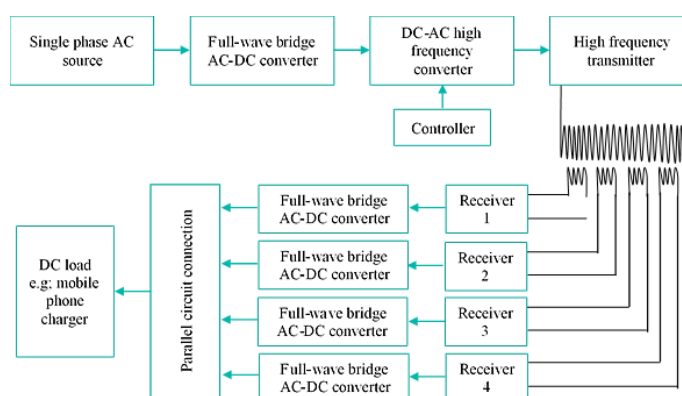 Single phase AC
source
Full-wave bridge
AC-DC converter
DC-AC high
frequency
converter
High frequency
transmitter
Controller
Full-wave bridge
AC-DC converter
Receiver
1
Full-wave bridge
AC-DC converter
Receiver
2
Full-wave bridge
AC-DC converter
Receiver
3
Full-wave bridge
AC-DC converter
Receiver
4
Parallel circuit connection
DC load
e.g; mobile
phone
charger